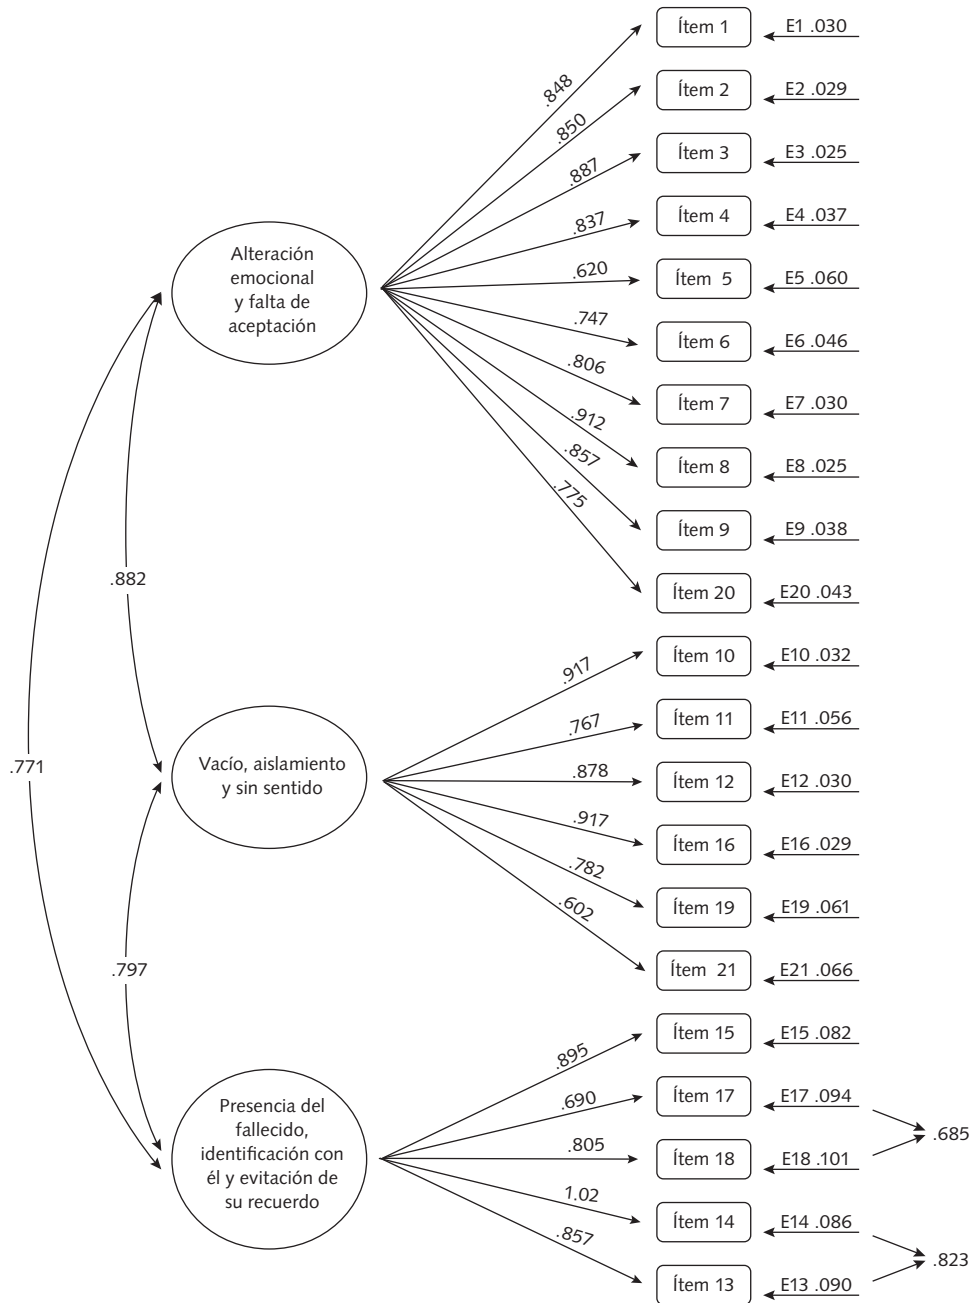 Alteración
emocional
y falta de
aceptación
.848
.850
.887
.837
.620
.747
.806
.912
.857
.775
Ítem 1
E1 .030
Ítem 2
E2 .029
Ítem 3
E3 .025
Ítem 4
E4 .037
Ítem 5
E5 .060
Ítem 6
E6 .046
Ítem 7
E7 .030
Ítem 8
E8 .025
Ítem 9
E9 .038
Ítem 20
E20 .043
.882
.771
.797
Vacío, aislamiento
y sin sentido
.917
.767
.878
.917
.782
.602
Ítem 10
E10 .032
Ítem 11
E11 .056
Ítem 12
E12 .030
Ítem 16
E16 .029
Ítem 19
E19 .061
Ítem 21
E21 .066
Presencia del
fallecido,
identificación con
él y evitación de
su recuerdo
.895
.690
.805
1.02
.857
Ítem 15
E15 .082
Ítem 17
E17 .094
Ítem 18
E18 .101
.685
Ítem 14
E14 .086
Ítem 13
E13 .090
.823